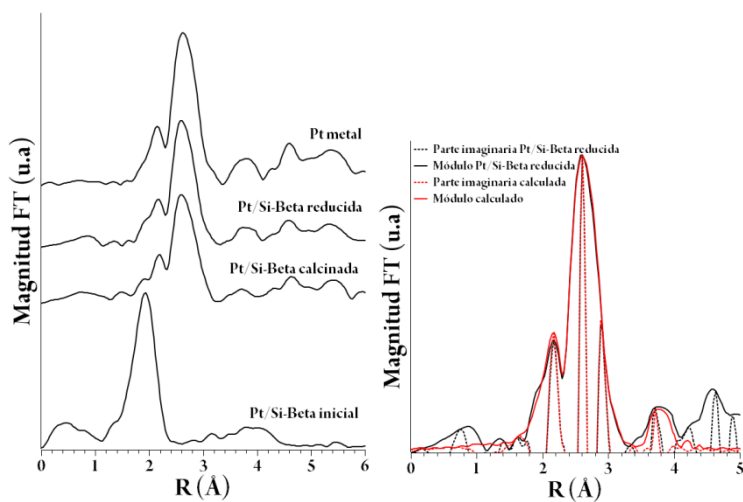 Magnitud FT (u.a)
Pt metal
Pt/Si-Beta reducida
Pt/Si-Beta calcinada
Pt/Si-Beta inicial
0 1 2 3 4 5 6
R (Å)
Magnitud FT (u.a)
Parte imaginaria Pt/Si-Beta reducida
Módulo Pt/Si-Beta reducida
Parte imaginaria calculada
Módulo calculado
0 1 2 3 4 5
R (Å)